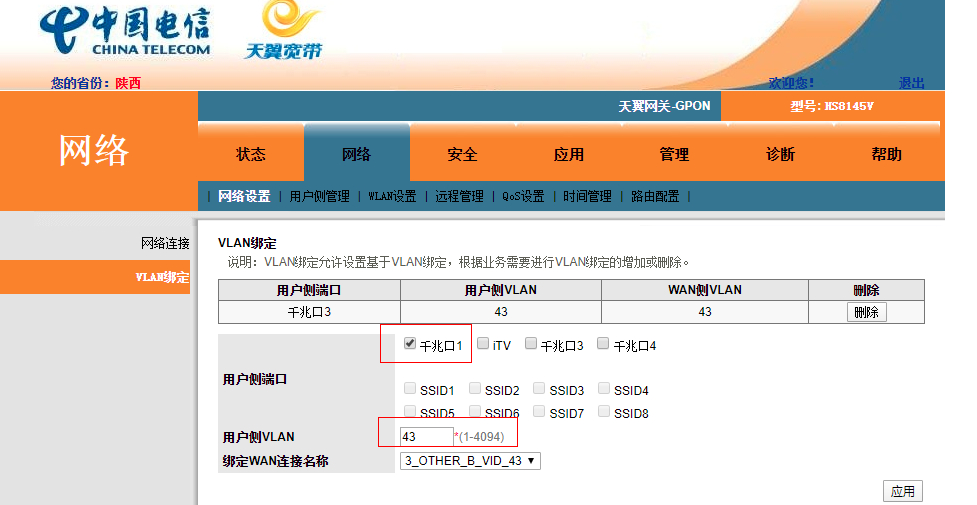 中国电信
CHINA TELECOM
天翼宽带
您的省份：陕西
欢迎您！ 退出
天翼网关-GPON 型号: HS8145V
网络
状态 网络 安全 应用 管理 诊断 帮助
| 网络设置 | 用户侧管理 | WLAN设置 | 远程管理 | QoS设置 | 时间管理 | 路由配置 |
网络连接
VLAN绑定
VLAN绑定
说明：VLAN绑定允许设置基于VLAN绑定，根据业务需要进行VLAN绑定的增加或删除。
用户侧端口 用户侧VLAN WAN侧VLAN 删除
千兆口3 43 43 删除
用户侧端口
千兆口1 iTV 千兆口3 千兆口4
SSID1 SSID2 SSID3 SSID4
SSID5 SSID6 SSID7 SSID8
用户侧VLAN 43 *(1-4094)
绑定WAN连接名称 3_OTHER_B_VID_43
应用